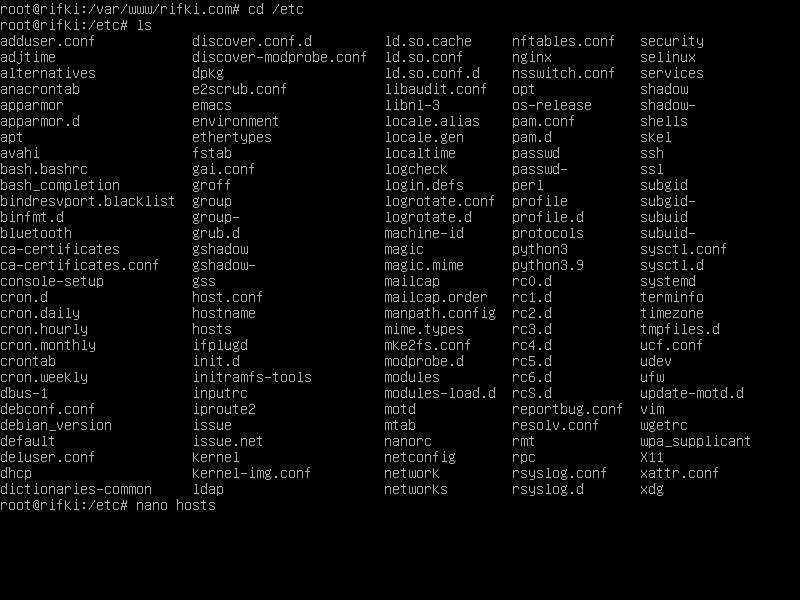 root@rifki:/var/www/rifki.com# cd /etc
root@rifki:/etc# ls
adduser.conf discover.conf.d ld.so.cache nftables.conf security
adjtime discover-modprobe.conf ld.so.conf nginx selinux
alternatives dpkg ld.so.conf.d nsswitch.conf services
anacrontab e2scrub.conf libaudit.conf opt shadow
apparmor emacs libnl-3 os-release shadow-
apparmor.d environment locale.alias pam.conf shells
apt ethertypes locale.gen pam.d skel
avahi fstab localtime passwd ssh
bash.bashrc gai.conf logcheck passwd- ssl
bash_completion groff login.defs perl subgid
bindresvport.blacklist group logrotate.conf profile subgid-
binfmt.d group- logrotate.d profile.d subuid
bluetooth grub.d machine-id protocols subuid-
ca-certificates gshadow magic python3 sysctl.conf
ca-certificates.conf gshadow- magic.mime python3.9 sysctl.d
console-setup gss mailcap rc0.d systemd
cron.d host.conf mailcap.order rc1.d terminfo
cron.daily hostname manpath.config rc2.d timezone
cron.hourly hosts mime.types rc3.d tmpfiles.d
cron.monthly ifplugd mke2fs.conf rc4.d ucf.conf
crontab init.d modprobe.d rc5.d udev
cron.weekly initramfs-tools modules rc6.d ufw
dbus-1 inputrc modules-load.d rcS.d update-motd.d
debconf.conf iproute2 motd reportbug.conf vim
debian_version issue mtab resolv.conf wgetrc
default issue.net nanorc rmt wpa_supplicant
deluser.conf kernel netconfig rpc X11
dhcp kernel-img.conf network rsyslog.conf xattr.conf
dictionaries-common ldap networks rsyslog.d xdg
root@rifki:/etc# nano hosts